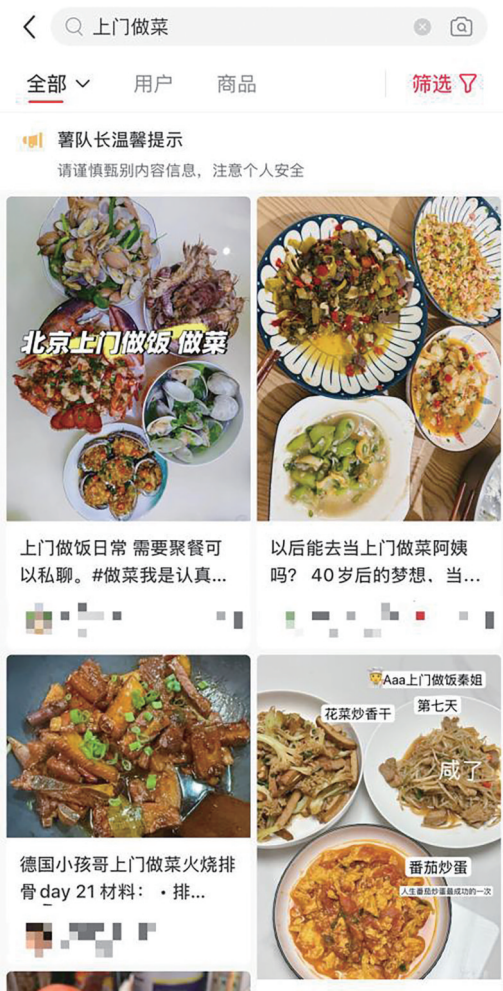 上门做菜
全部 用户 商品 筛选
薯队长温馨提示
请谨慎甄别内容信息，注意个人安全
北京上门做饭 做菜
上门做饭日常 需要聚餐可
以私聊。#做菜我是认真...
以后能去当上门做菜阿姨
吗？ 40岁后的梦想，当...
德国小孩哥上门做菜火烧排
骨day 21 材料： • 排...
Aaa上门做饭秦姐
第七天
花菜炒香干
咸了
番茄炒蛋
人生番茄炒蛋最成功的一次